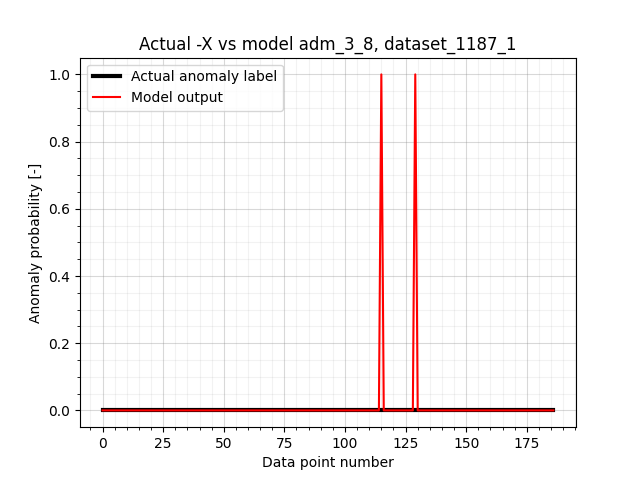 Actual -X vs model adm_3_8, dataset_1187_1
Actual anomaly label
Model output
1.0
0.8
0.6
0.4
0.2
0.0
Anomaly probability [-]
0 25 50 75 100 125 150 175
Data point number